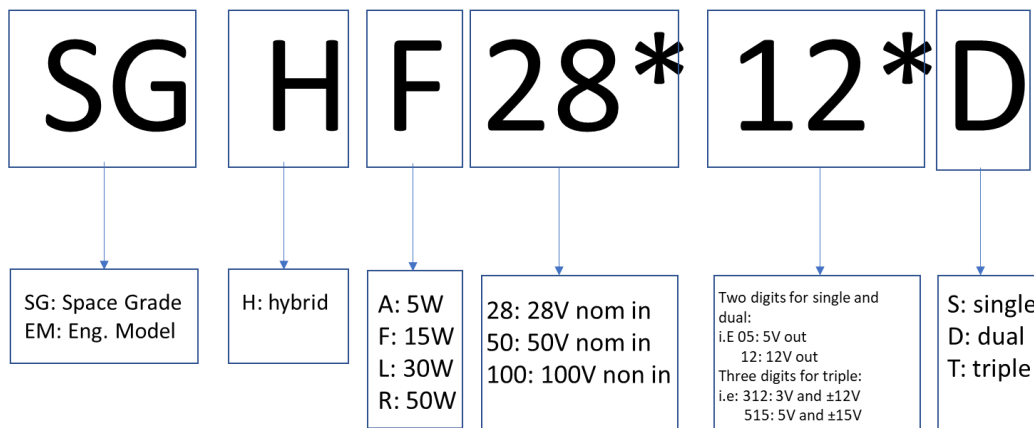 SG H F 28* 12* D
SG: Space Grade
EM: Eng. Model
H: hybrid
A: 5W
F: 15W
L: 30W
R: 50W
28: 28V nom in
50: 50V nom in
100: 100V non in
Two digits for single and
dual:
i.E 05: 5V out
12: 12V out
Three digits for triple:
i.e: 312: 3V and ±12V
515: 5V and ±15V
S: single
D: dual
T: triple